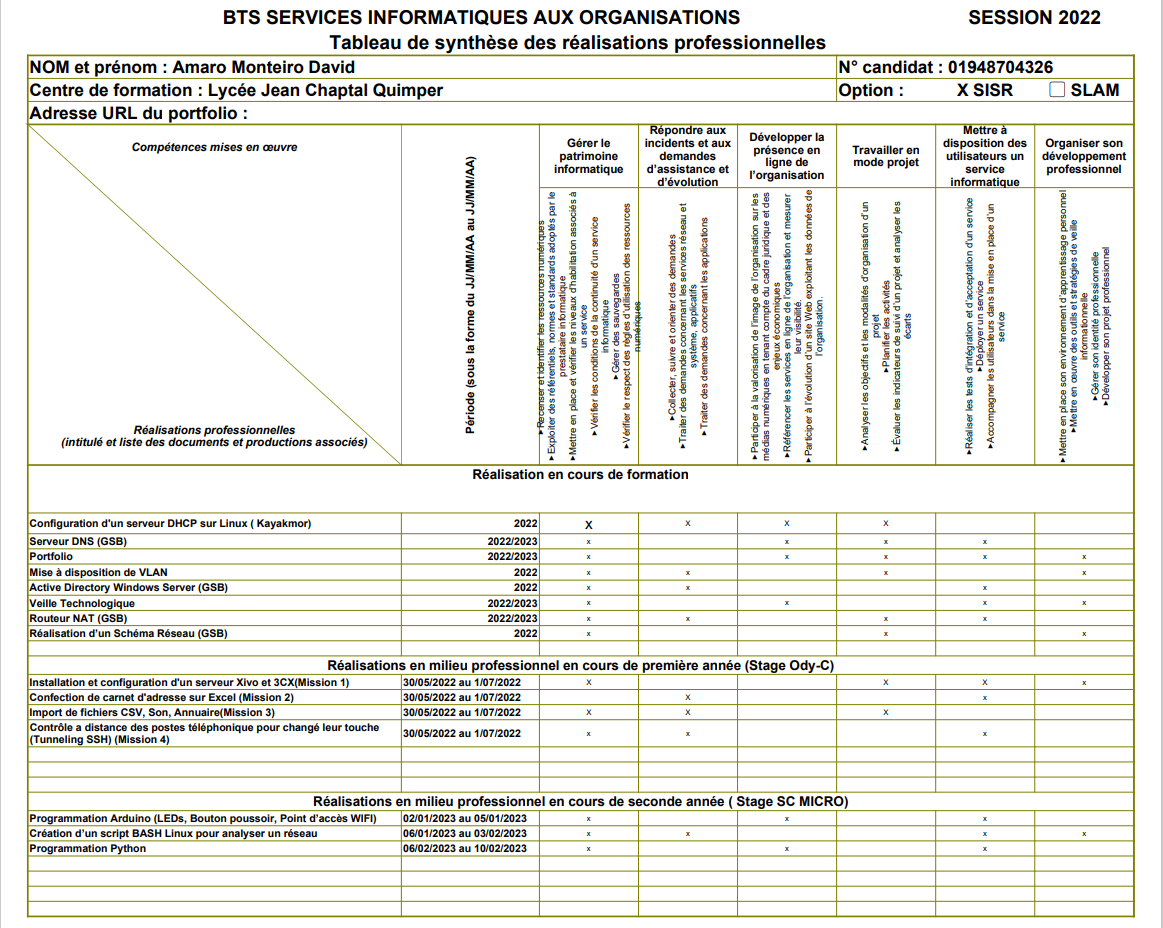 BTS SERVICES INFORMATIQUES AUX ORGANISATIONS SESSION 2022
Tableau de synthèse des réalisations professionnelles
NOM et prénom : Amaro Monteiro David N° candidat : 01948704326
Centre de formation : Lycée Jean Chaptal Quimper Option : X SISR ☐ SLAM
Adresse URL du portfolio :
Compétences mises en œuvre
Réalisations professionnelles
(intitulé et liste des documents et productions associés)
Période (sous la forme du JJ/MM/AA au JJ/MM/AA)
Gérer le
patrimoine
informatique
Répondre aux
incidents et aux
demandes
d'assistance et
d'évolution
Développer la
présence en
ligne de
l'organisation
Travailler en
mode projet
Mettre à
disposition des
utilisateurs un
service
informatique
Organiser son
développement
professionnel
▸Recenser et identifier les ressources numériques
▸Exploiter des référentiels, normes et standards adoptés par le
prestataire informatique
▸Mettre en place et vérifier les niveaux d'habilitation associés à
un service
▸Vérifier les conditions de la continuité d'un service
informatique
▸Gérer des sauvegardes
▸Vérifier le respect des règles d'utilisation des ressources
numériques
▸Collecter, suivre et orienter des demandes
▸Traiter des demandes concernant les services réseau et
système, applicatifs
▸Traiter des demandes concernant les applications
▸Participer à la valorisation de l'image de l'organisation sur les
médias numériques en tenant compte du cadre juridique et des
enjeux économiques
▸Référencer les services en ligne de l'organisation et mesurer
leur visibilité.
▸Participer à l'évolution d'un site Web exploitant les données de
l'organisation.
▸Analyser les objectifs et les modalités d'organisation d'un
projet
▸Planifier les activités
▸Évaluer les indicateurs de suivi d'un projet et analyser les
écarts
▸Réaliser les tests d'intégration et d'acceptation d'un service
▸Déployer un service
▸Accompagner les utilisateurs dans la mise en place d'un
service
▸Mettre en place son environnement d'apprentissage personnel
▸Mettre en œuvre des outils et stratégies de veille
informationnelle
▸Gérer son identité professionnelle
▸Développer son projet professionnel
Réalisation en cours de formation
Configuration d'un serveur DHCP sur Linux ( Kayakmor) 2022 X X X X
Serveur DNS (GSB) 2022/2023 x x x x
Portfolio 2022/2023 x x x x x
Mise à disposition de VLAN 2022 x x x x
Active Directory Windows Server (GSB) 2022 x x x
Veille Technologique 2022/2023 x x x x
Routeur NAT (GSB) 2022/2023 x x x x
Réalisation d'un Schéma Réseau (GSB) 2022 x x x
Réalisations en milieu professionnel en cours de première année (Stage Ody-C)
Installation et configuration d'un serveur Xivo et 3CX(Mission 1) 30/05/2022 au 1/07/2022 X X X x
Confection de carnet d'adresse sur Excel (Mission 2) 30/05/2022 au 1/07/2022 X x
Import de fichiers CSV, Son, Annuaire(Mission 3) 30/05/2022 au 1/07/2022 X X X
Contrôle a distance des postes téléphonique pour changé leur touche
(Tunneling SSH) (Mission 4) 30/05/2022 au 1/07/2022 x x x
Réalisations en milieu professionnel en cours de seconde année ( Stage SC MICRO)
Programmation Arduino (LEDs, Bouton poussoir, Point d'accès WIFI) 02/01/2023 au 05/01/2023 x x x
Création d'un script BASH Linux pour analyser un réseau 06/01/2023 au 03/02/2023 x x x x
Programmation Python 06/02/2023 au 10/02/2023 x x x